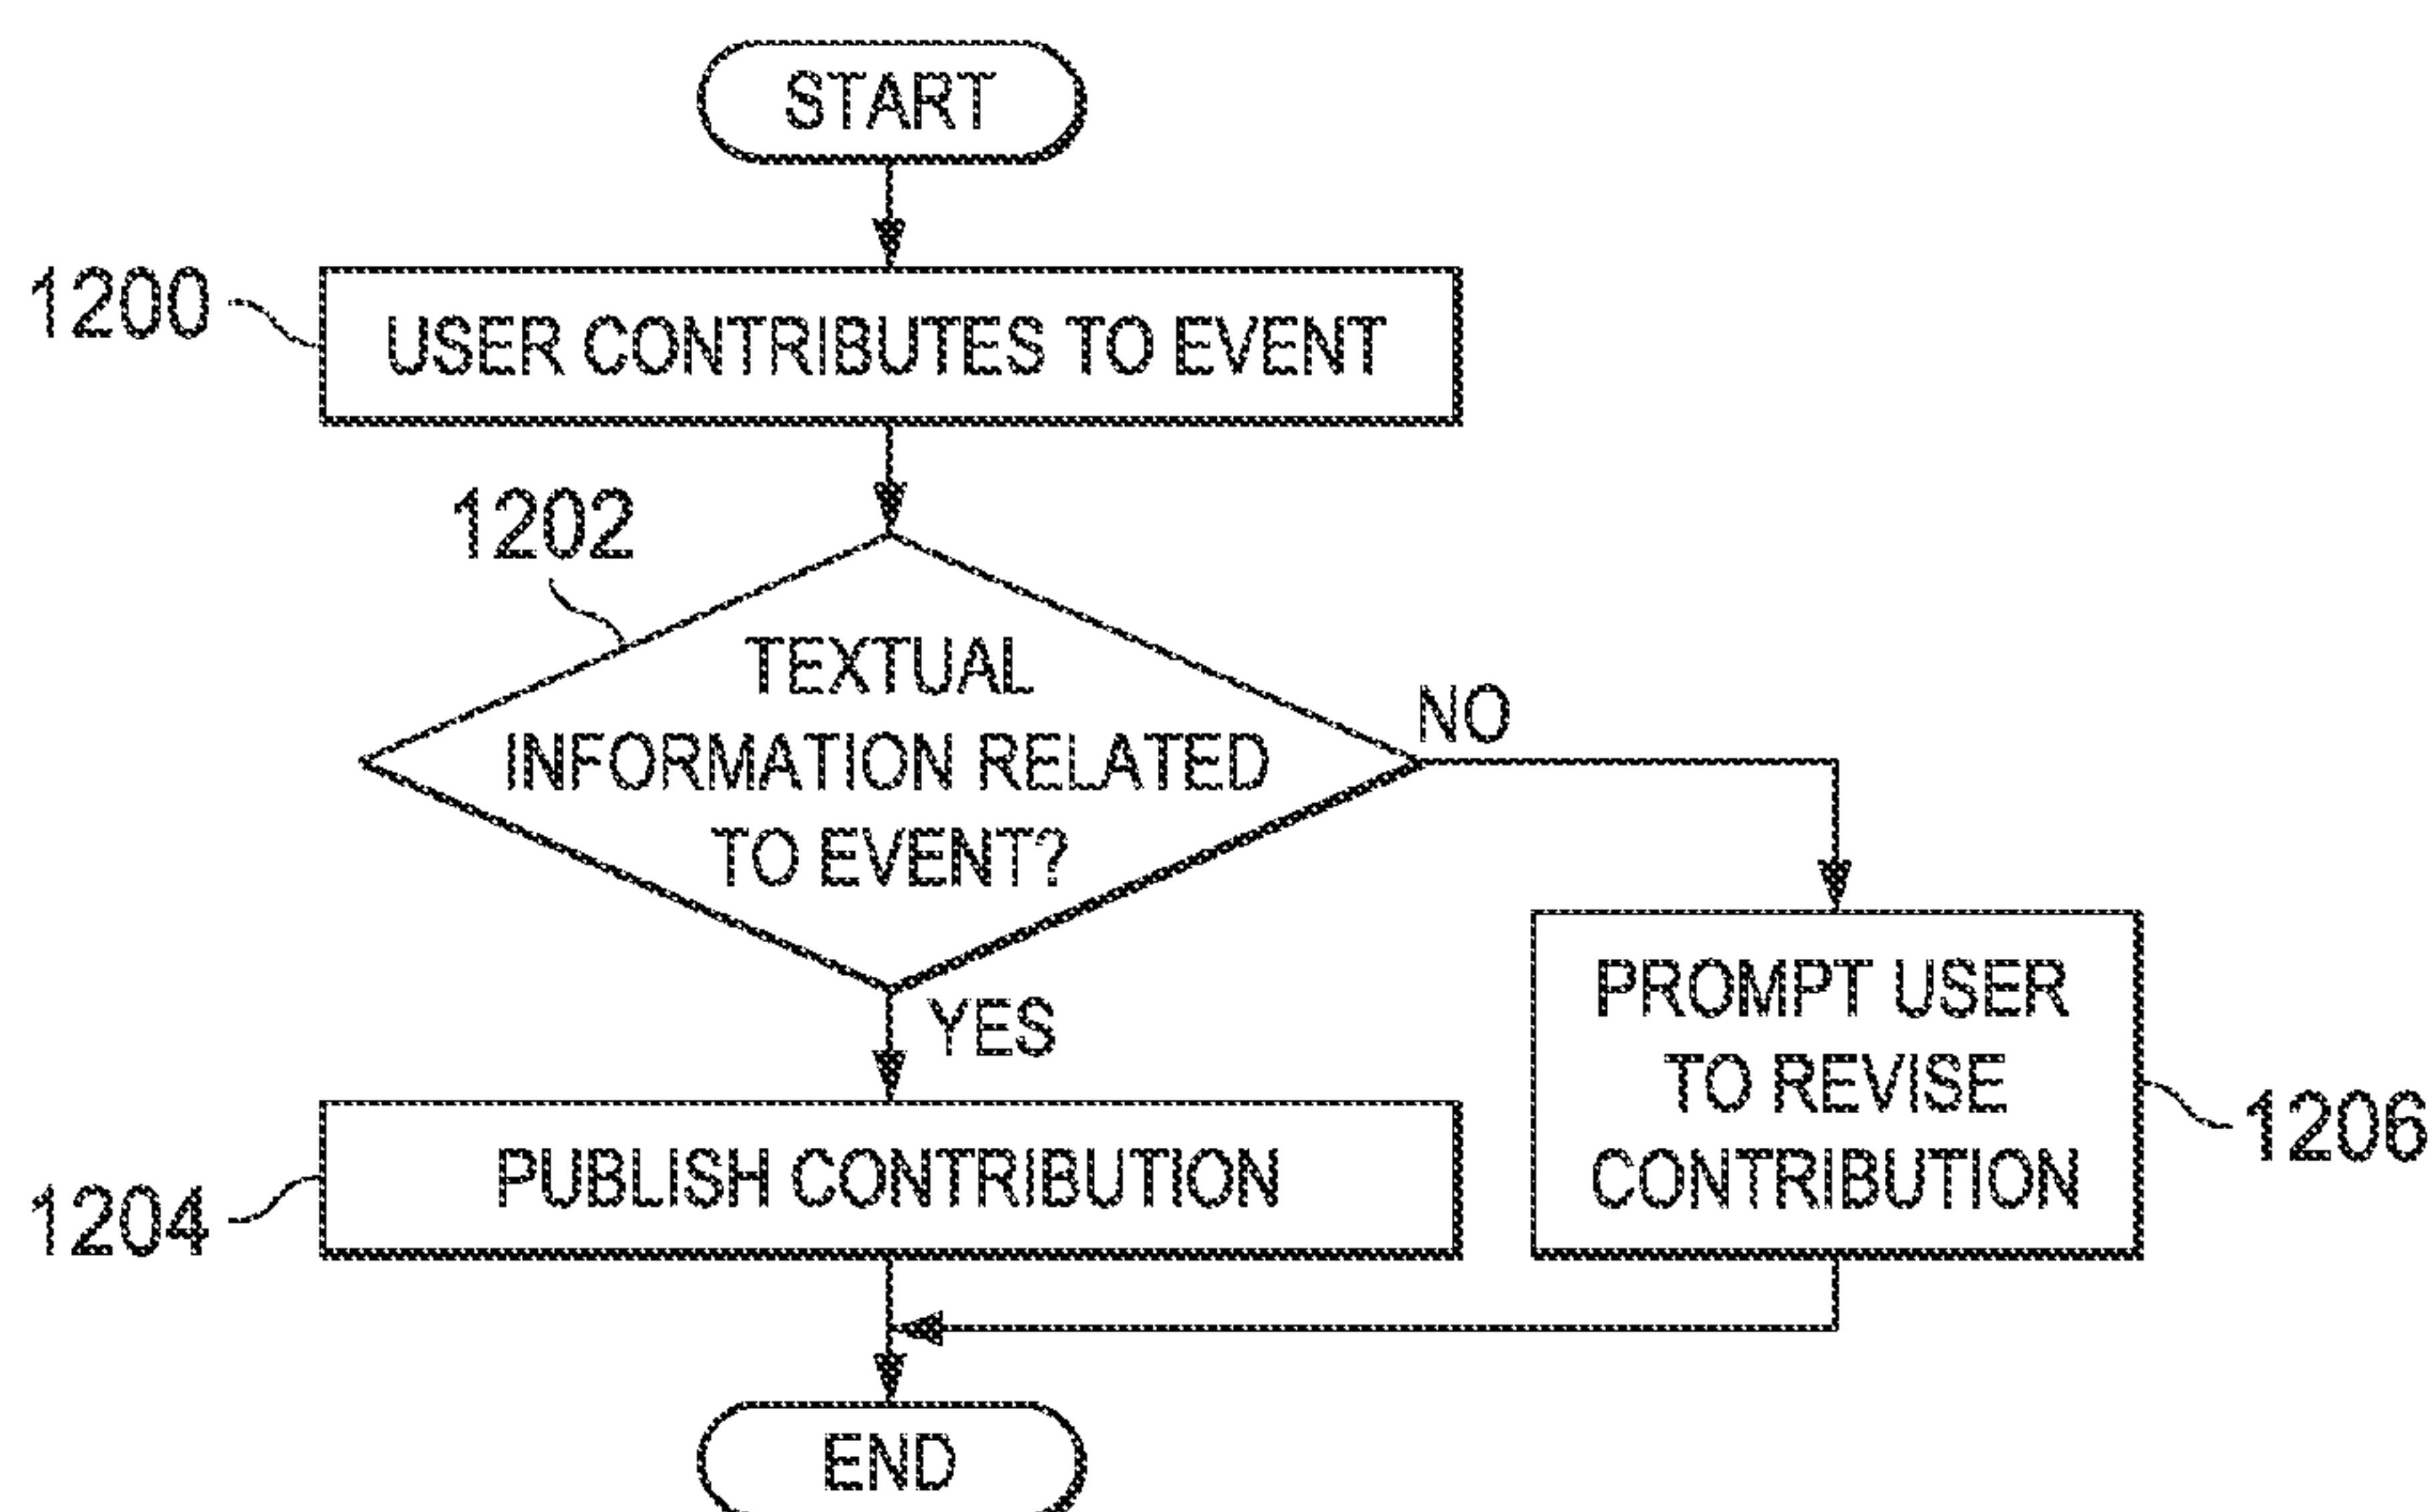 START
1200
USER CONTRIBUTES TO EVENT
1202
TEXTUAL
INFORMATION RELATED
TO EVENT?
NO
YES
PROMPT USER
TO REVISE
CONTRIBUTION
1206
1204
PUBLISH CONTRIBUTION
END